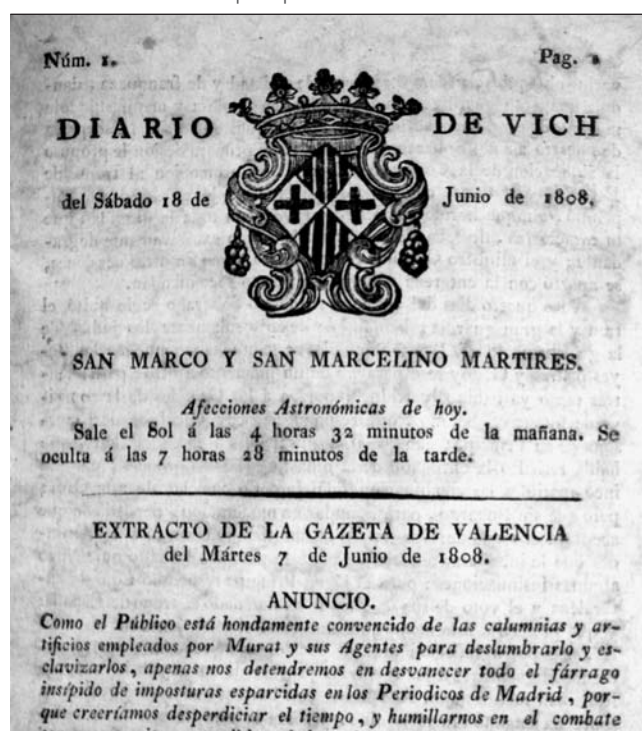 Núm. 1. Pag. 1
DIARIO DE VICH
del Sábado 18 de Junio de 1808.
SAN MARCO Y SAN MARCELINO MARTIRES.
Afecciones Astronómicas de hoy.
Sale el Sol á las 4 horas 32 minutos de la mañana. Se
oculta á las 7 horas 28 minutos de la tarde.
EXTRACTO DE LA GAZETA DE VALENCIA
del Mártes 7 de Junio de 1808.
ANUNCIO.
Como el Público está hondamente convencido de las calumnias y ar-
tificios empleados por Murat y sus Agentes para deslumbrarlo y es-
clavizarlos, apenas nos detendremos en desvanecer todo el fárrago
insípido de imposturas esparcidas en los Periodicos de Madrid, por-
que creeríamos desperdiciar el tiempo, y humillarnos en el combate